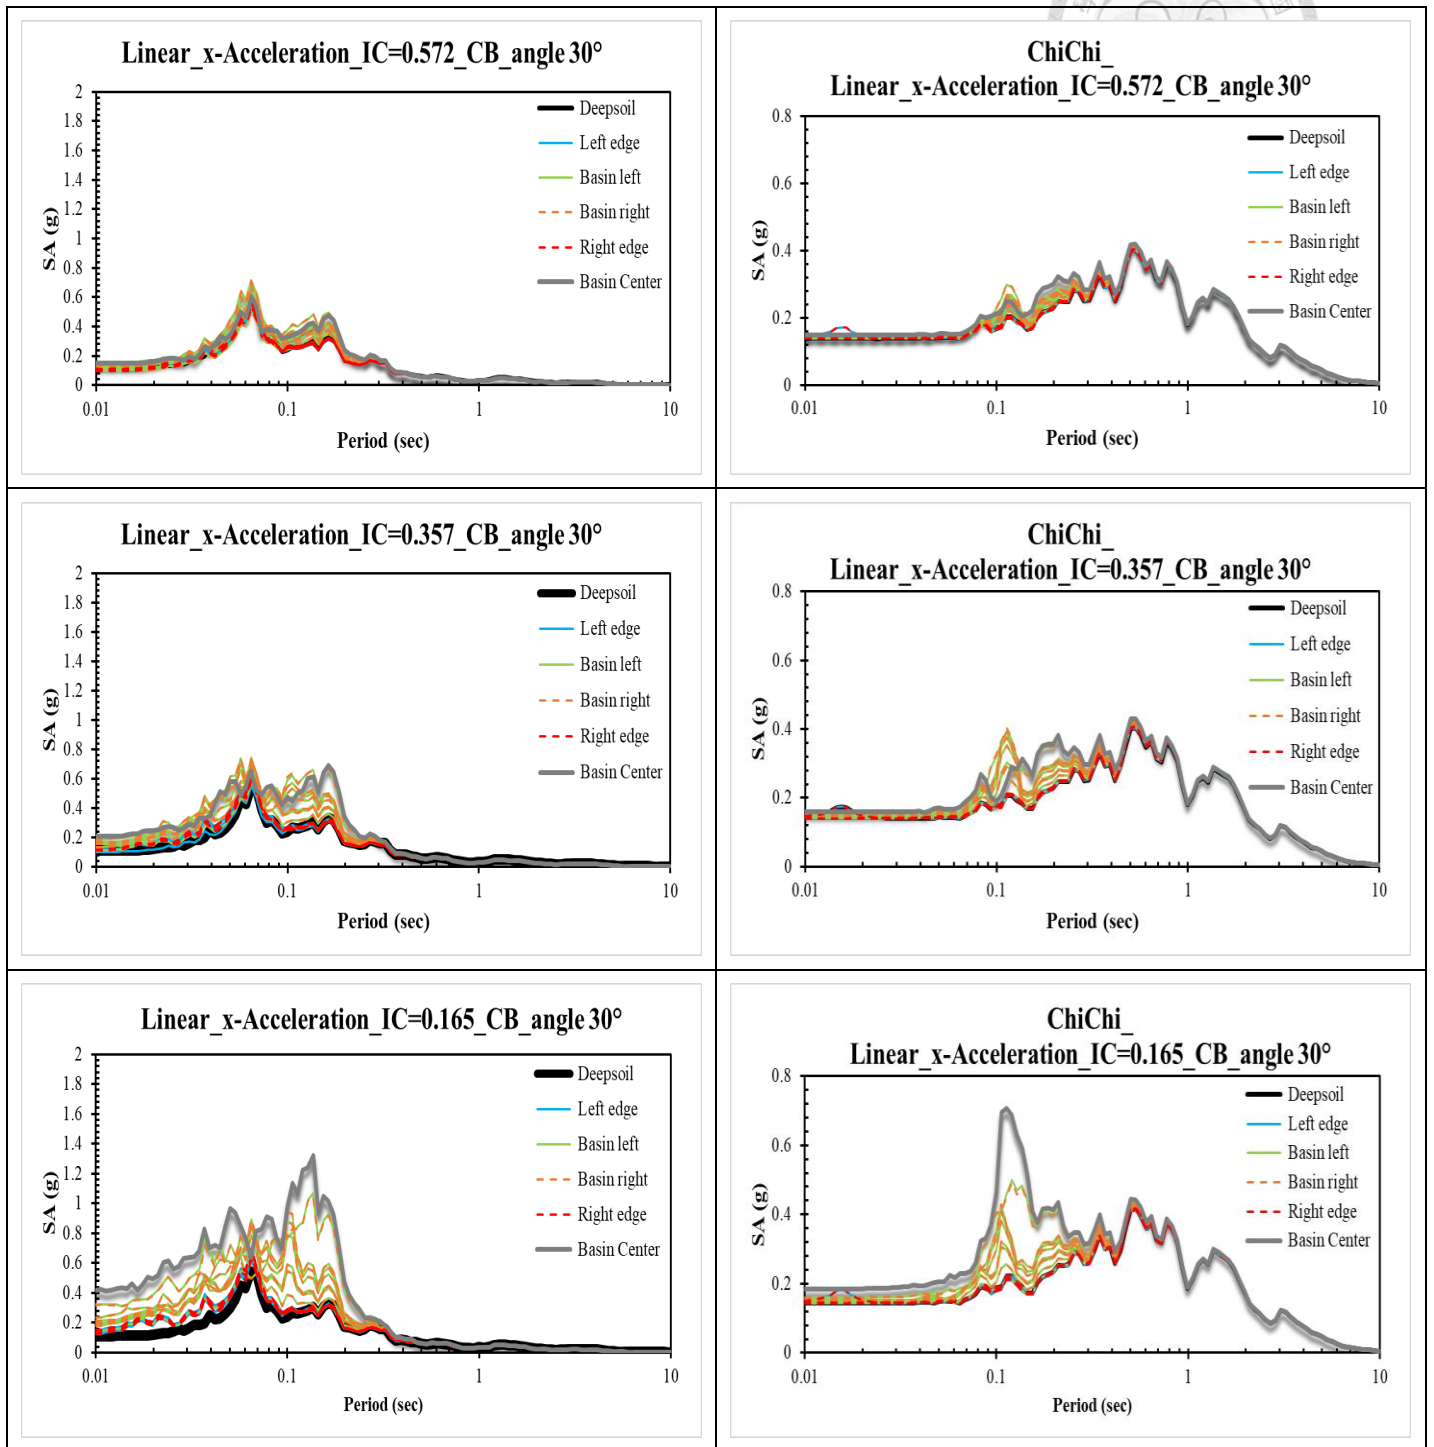 Linear_x-Acceleration_IC=0.572_CB_angle 30°
2
1.8
1.6
1.4
1.2
1
0.8
0.6
0.4
0.2
0
SA (g)
Deepsoil
Left edge
Basin left
Basin right
Right edge
Basin Center
0.01
0.1
1
10
Period (sec)
ChiChi_
Linear_x-Acceleration_IC=0.572_CB_angle 30°
0.8
0.6
0.4
0.2
0
SA (g)
Deepsoil
Left edge
Basin left
Basin right
Right edge
Basin Center
0.01
0.1
1
10
Period (sec)
Linear_x-Acceleration_IC=0.357_CB_angle 30°
2
1.8
1.6
1.4
1.2
1
0.8
0.6
0.4
0.2
0
SA (g)
Deepsoil
Left edge
Basin left
Basin right
Right edge
Basin Center
0.01
0.1
1
10
Period (sec)
ChiChi_
Linear_x-Acceleration_IC=0.357_CB_angle 30°
0.8
0.6
0.4
0.2
0
SA (g)
Deepsoil
Left edge
Basin left
Basin right
Right edge
Basin Center
0.01
0.1
1
10
Period (sec)
Linear_x-Acceleration_IC=0.165_CB_angle 30°
2
1.8
1.6
1.4
1.2
1
0.8
0.6
0.4
0.2
0
SA (g)
Deepsoil
Left edge
Basin left
Basin right
Right edge
Basin Center
0.01
0.1
1
10
Period (sec)
ChiChi_
Linear_x-Acceleration_IC=0.165_CB_angle 30°
0.8
0.6
0.4
0.2
0
SA (g)
Deepsoil
Left edge
Basin left
Basin right
Right edge
Basin Center
0.01
0.1
1
10
Period (sec)